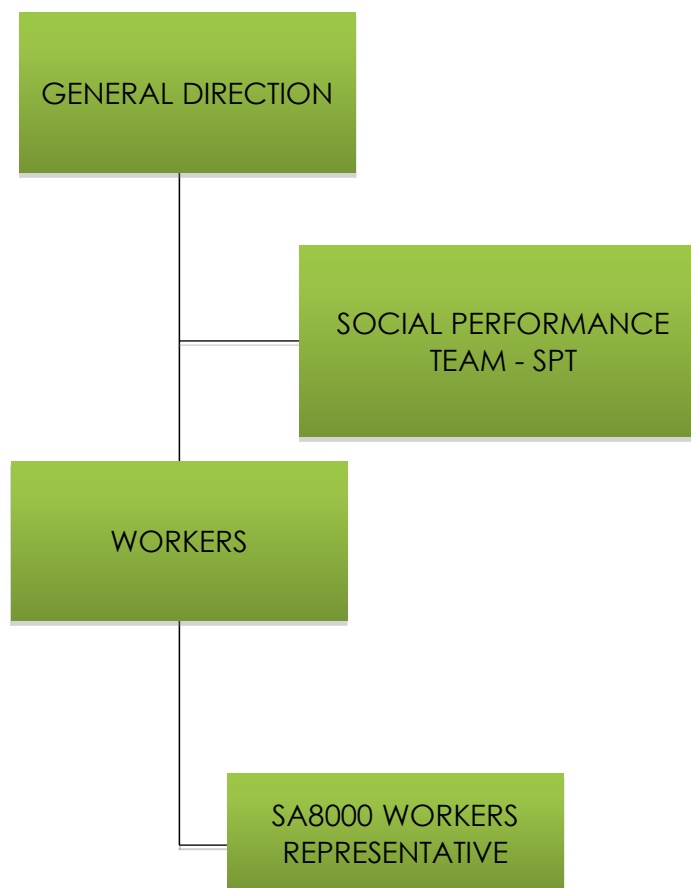 GENERAL DIRECTION
SOCIAL PERFORMANCE
TEAM - SPT
WORKERS
SA8000 WORKERS
REPRESENTATIVE